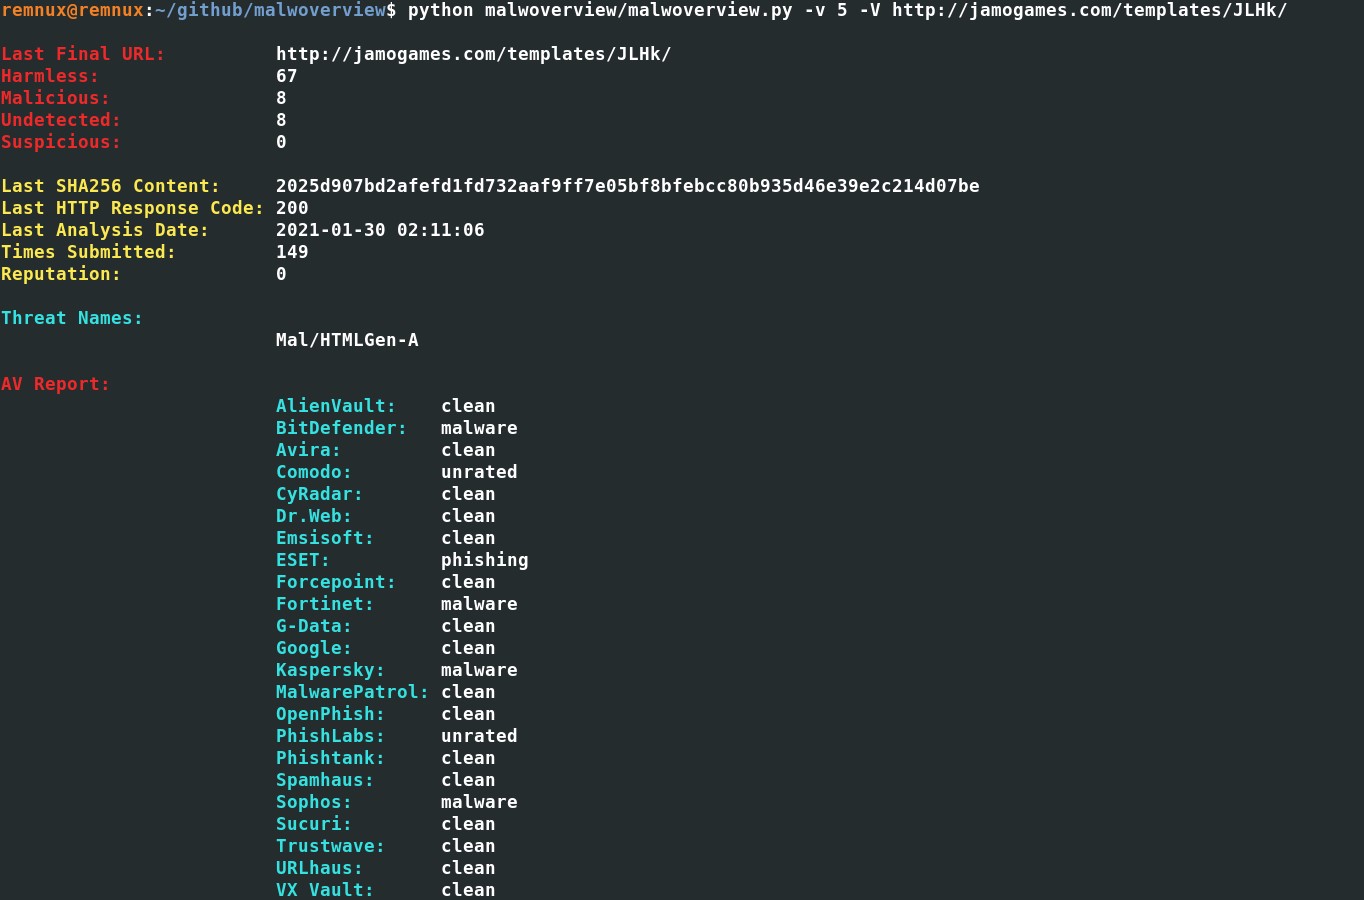 remnux@remnux:~/github/malwoverview$ python malwoverview/malwoverview.py -v 5 -V http://jamogames.com/templates/JLHk/
Last Final URL: http://jamogames.com/templates/JLHk/
Harmless: 67
Malicious: 8
Undetected: 8
Suspicious: 0
Last SHA256 Content: 2025d907bd2afefd1fd732aaf9ff7e05bf8bfebcc80b935d46e39e2c214d07be
Last HTTP Response Code: 200
Last Analysis Date: 2021-01-30 02:11:06
Times Submitted: 149
Reputation: 0
Threat Names:
Mal/HTMLGen-A
AV Report:
AlienVault: clean
BitDefender: malware
Avira: clean
Comodo: unrated
CyRadar: clean
Dr.Web: clean
Emsisoft: clean
ESET: phishing
Forcepoint: clean
Fortinet: malware
G-Data: clean
Google: clean
Kaspersky: malware
MalwarePatrol: clean
OpenPhish: clean
PhishLabs: unrated
Phishtank: clean
Spamhaus: clean
Sophos: malware
Sucuri: clean
Trustwave: clean
URLhaus: clean
VX Vault: clean